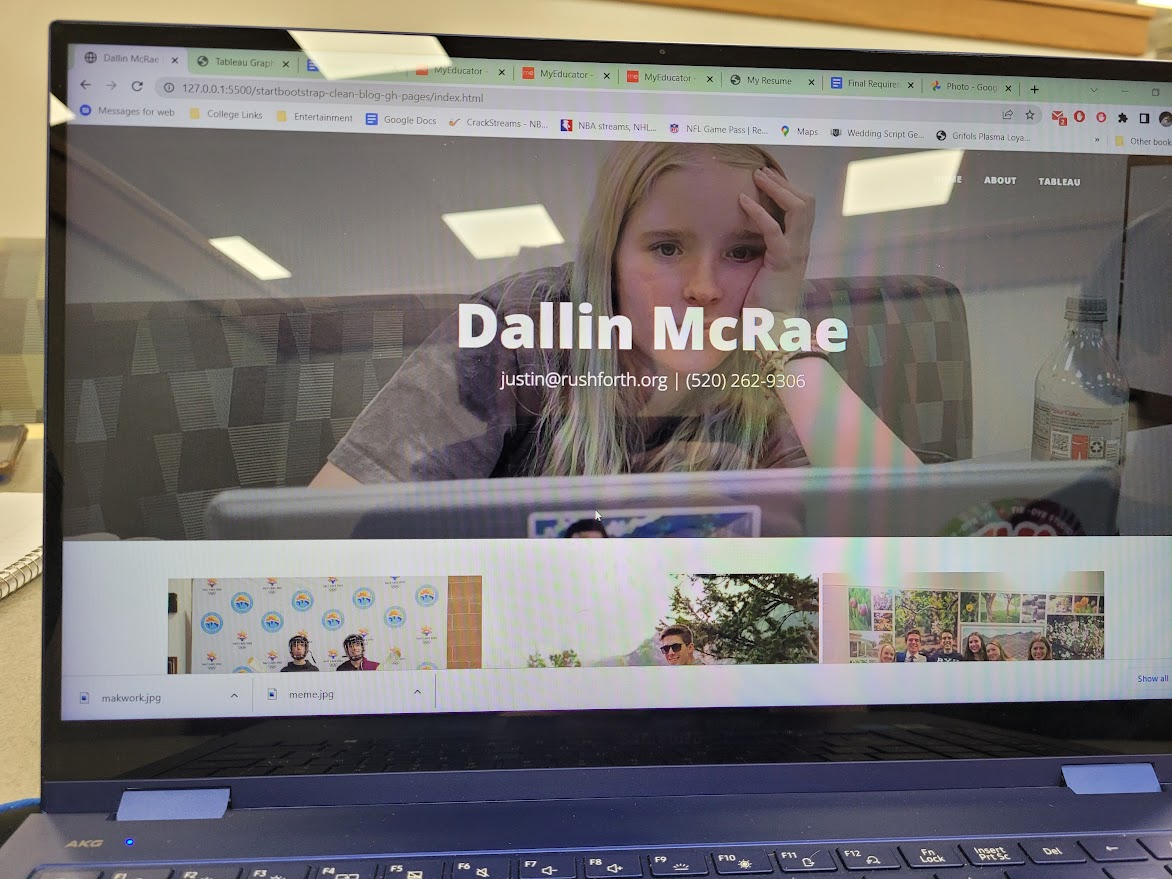 Dallin McRae
Tableau Graph
MyEducator -
MyEducator -
MyEducator -
My Resume
Final Require
Photo - Goog
127.0.0.1:5500/startbootstrap-clean-blog-gh-pages/index.html
Messages for web
College Links
Entertainment
Google Docs
CrackStreams - NB...
NBA streams, NHL...
NFL Game Pass | Re...
Maps
Wedding Script Ge...
Grifols Plasma Loya...
»
Other book
ABOUT
TABLEAU
Dallin McRae
justin@rushforth.org | (520) 262-9306
makwork.jpg
meme.jpg
Show all
AKG
F1
F2
F3
F4
F5
F6
F7
F8
F9
F10
F11
F12
Fn
Lock
Insert
Prt Sc
Del